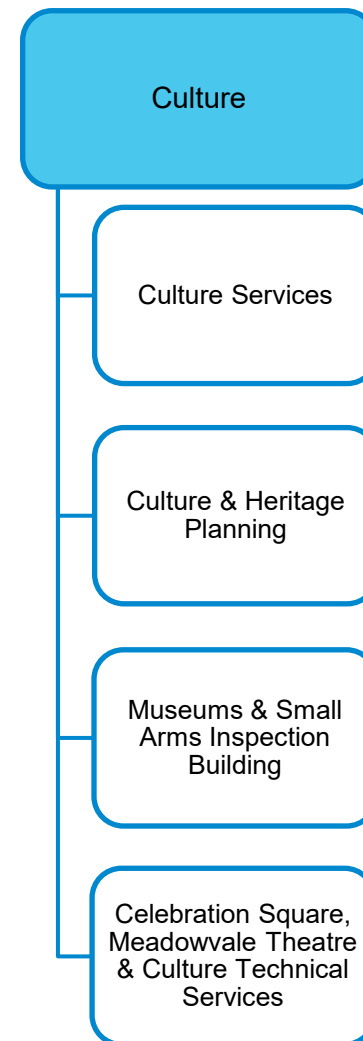 Culture
Culture Services
Culture & Heritage
Planning
Museums & Small
Arms Inspection
Building
Celebration Square,
Meadowvale Theatre
& Culture Technical
Services